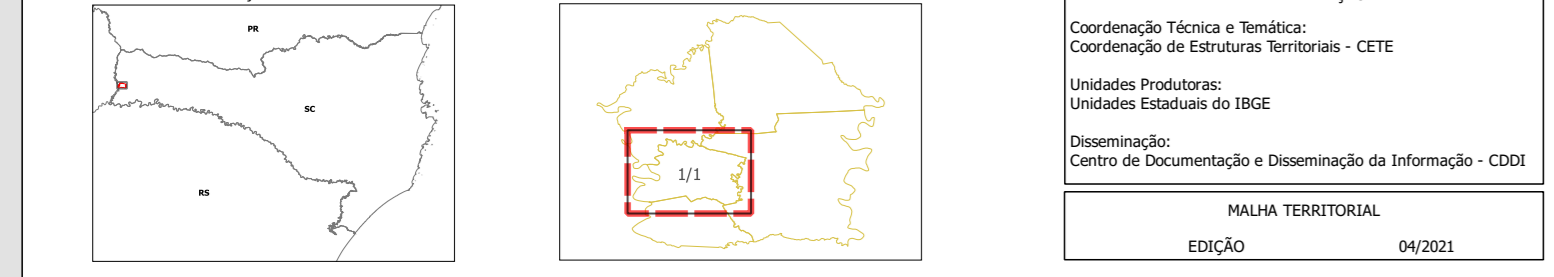 PR
SC
RS
1/1
Coordenação Técnica e Temática:
Coordenação de Estruturas Territoriais - CETE
Unidades Produtoras:
Unidades Estaduais do IBGE
Disseminação:
Centro de Documentação e Disseminação da Informação - CDDI
MALHA TERRITORIAL
EDIÇÃO 04/2021